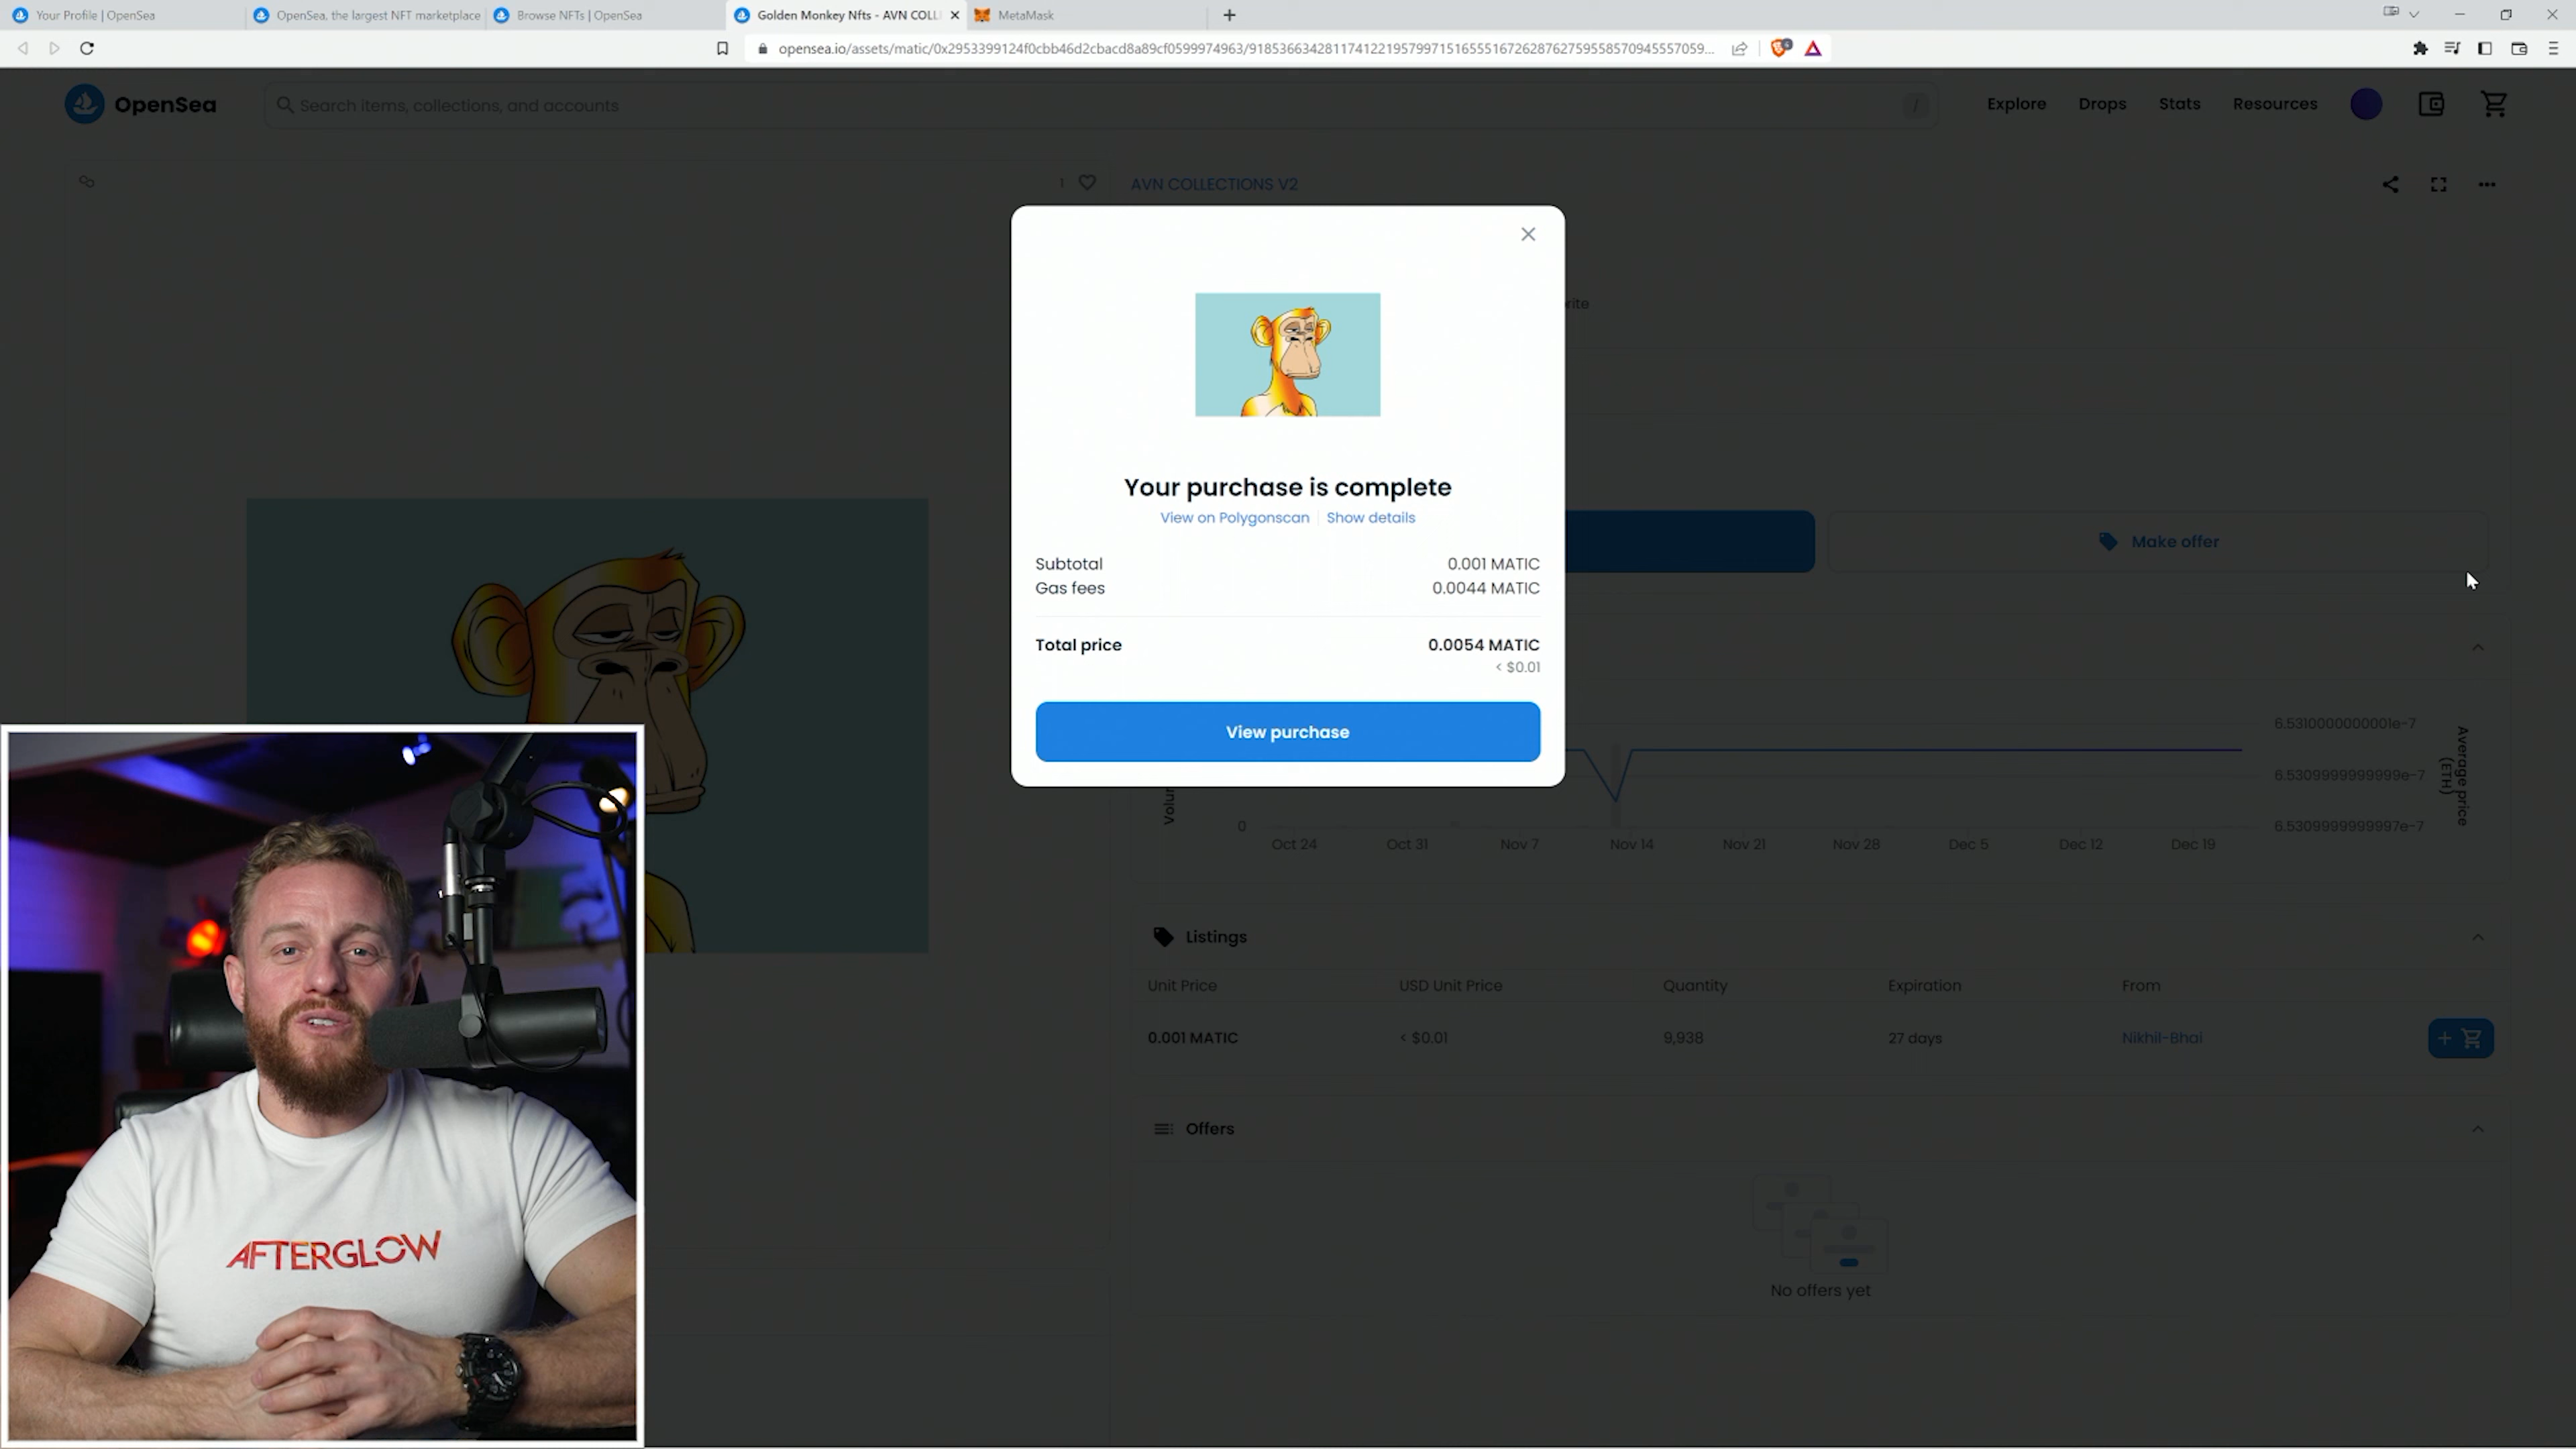 Your Profile | OpenSea
OpenSea, the largest NFT marketplace
Browse NFTs | OpenSea
Golden Monkey Nfts - AVN COLL
MetaMask
opensea.io/assets/matic/0x2953399124f0cbb46d2cbacd8a89cf0599974963/
OpenSea
Search items, collections, and accounts
/
Explore
Drops
Stats
Resources
1
AVN COLLECTIONS V2
rite
Your purchase is complete
View on Polygonscan
Show details
Subtotal 0.001 MATIC
Gas fees 0.0044 MATIC
Total price 0.0054 MATIC
< $0.01
View purchase
Make offer
Volur
0
6.5310000000001e-7
6.5309999999999e-7
6.5309999999997e-7
Average price
(ETH)
Oct 24 Oct 31 Nov 7 Nov 14 Nov 21 Nov 28 Dec 5 Dec 12 Dec 19
Listings
Unit Price USD Unit Price Quantity Expiration From
0.001 MATIC < $0.01 9,938 27 days Nikhil-Bhai
Offers
No offers yet
AFTERGLOW